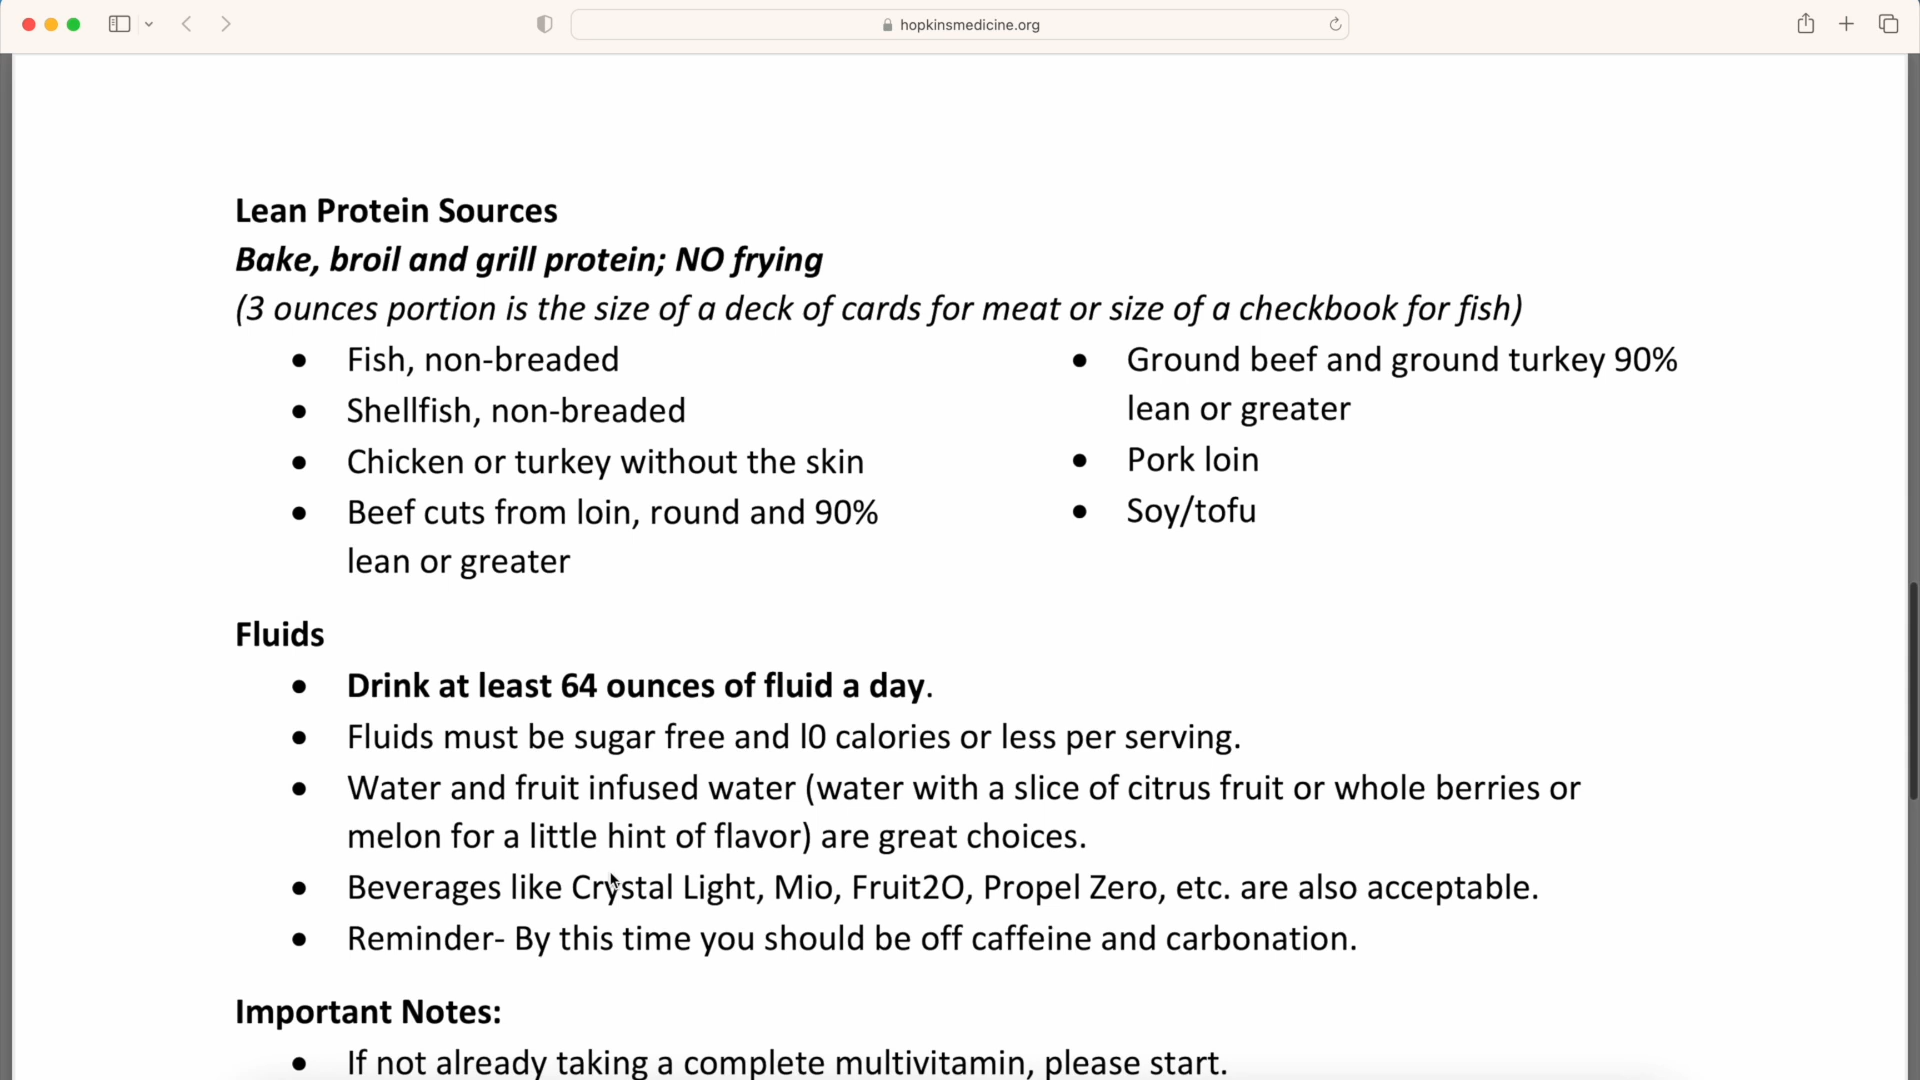 hopkinsmedicine.org
Lean Protein Sources
Bake, broil and grill protein; NO frying
(3 ounces portion is the size of a deck of cards for meat or size of a checkbook for fish)
• Fish, non-breaded
• Shellfish, non-breaded
• Chicken or turkey without the skin
• Beef cuts from loin, round and 90%
lean or greater
• Ground beef and ground turkey 90%
lean or greater
• Pork loin
• Soy/tofu
Fluids
• Drink at least 64 ounces of fluid a day.
• Fluids must be sugar free and l0 calories or less per serving.
• Water and fruit infused water (water with a slice of citrus fruit or whole berries or
melon for a little hint of flavor) are great choices.
• Beverages like Crystal Light, Mio, Fruit2O, Propel Zero, etc. are also acceptable.
• Reminder- By this time you should be off caffeine and carbonation.
Important Notes:
• If not already taking a complete multivitamin, please start.